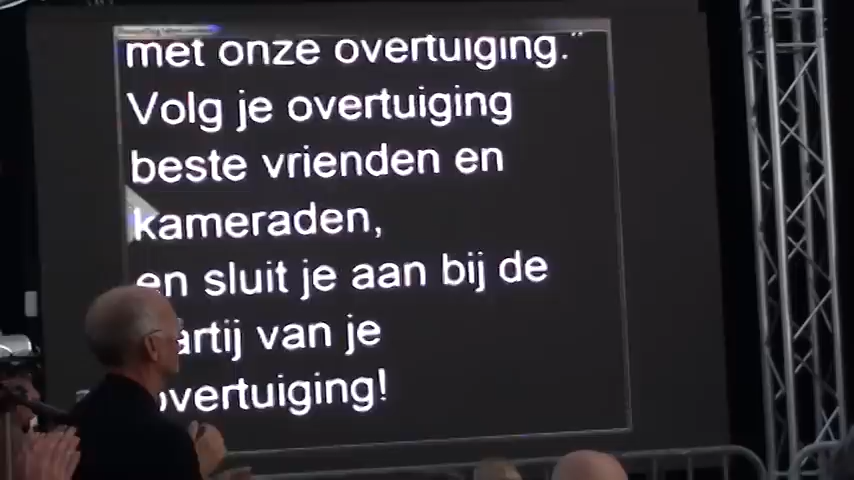 met onze overtuiging."
Volg je overtuiging
beste vrienden en
kameraden,
en sluit je aan bij de
partij van je
overtuiging!